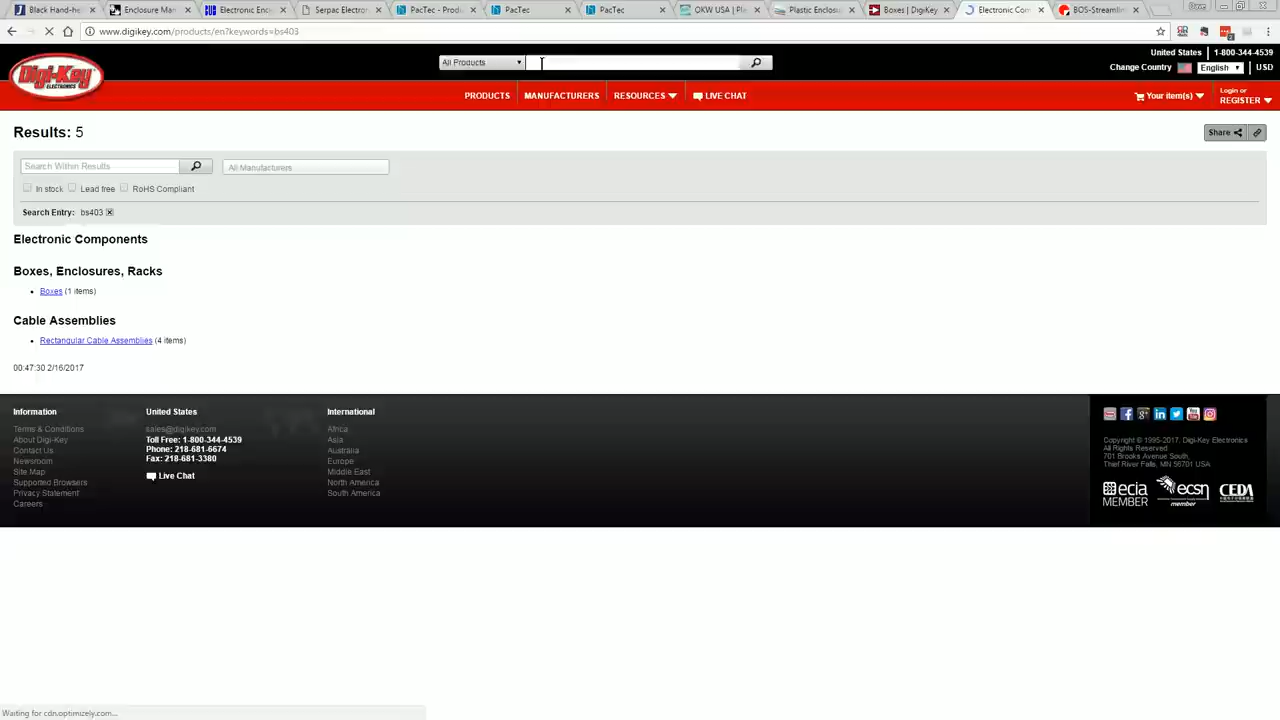 Black Hand-he
Enclosure Man
Electronic Encl
Serpac Electron
PacTec - Produ
PacTec
PacTec
OKW USA | Pla
Plastic Enclosu
Boxes | DigiKey
Electronic Com
BOS-Streamlin
www.digikey.com/products/en?keywords=bs403
United States | 1-800-344-4539
Digi-Key
ELECTRONICS
All Products
Change Country English USD
PRODUCTS MANUFACTURERS RESOURCES LIVE CHAT
Your item(s)
Login or
REGISTER
Results: 5
Share
Search Within Results
All Manufacturers
In stock Lead free RoHS Compliant
Search Entry: bs403
Electronic Components
Boxes, Enclosures, Racks
Boxes (1 items)
Cable Assemblies
Rectangular Cable Assemblies (4 items)
00:47:30 2/16/2017
Information
Terms & Conditions
About Digi-Key
Contact Us
Newsroom
Site Map
Supported Browsers
Privacy Statement
Careers
United States
sales@digikey.com
Toll Free: 1-800-344-4539
Phone: 218-681-6674
Fax: 218-681-3380
Live Chat
International
Africa
Asia
Australia
Europe
Middle East
North America
South America
Copyright © 1995-2017, Digi-Key Electronics
All Rights Reserved
701 Brooks Avenue South,
Thief River Falls, MN 56701 USA
ecia
MEMBER
ecsn
member
CEDA
Waiting for cdn.optimizely.com...